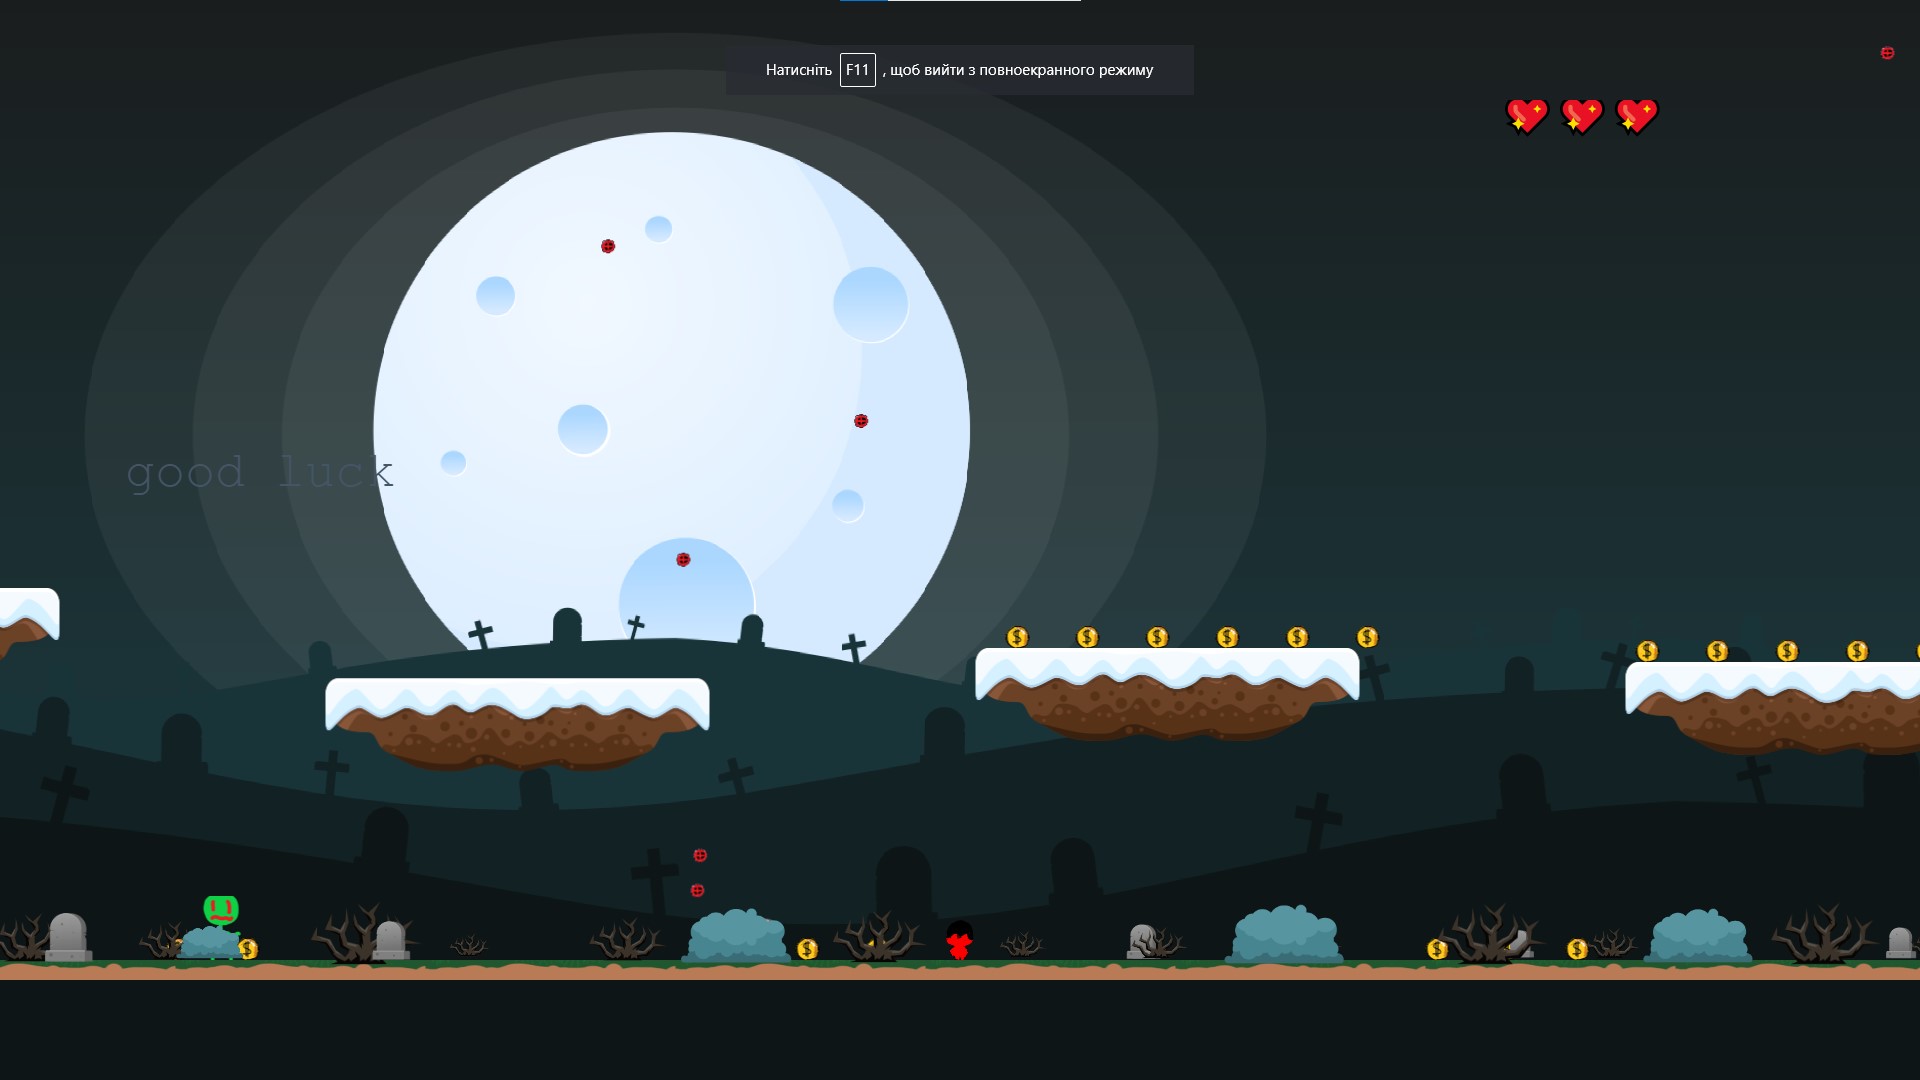 Натисніть F11 , щоб вийти з повноекранного режиму
good luck